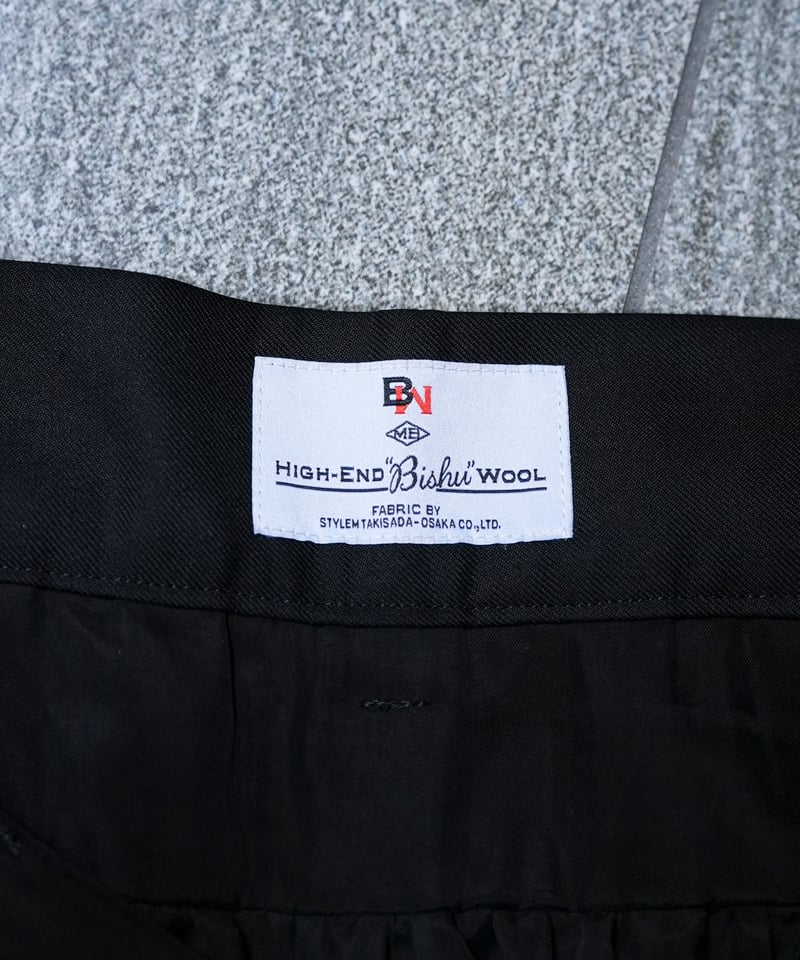 BW
ME
HIGH-END "Bishu" WOOL
FABRIC BY
STYLEM TAKISADA-OSAKA CO.,LTD.